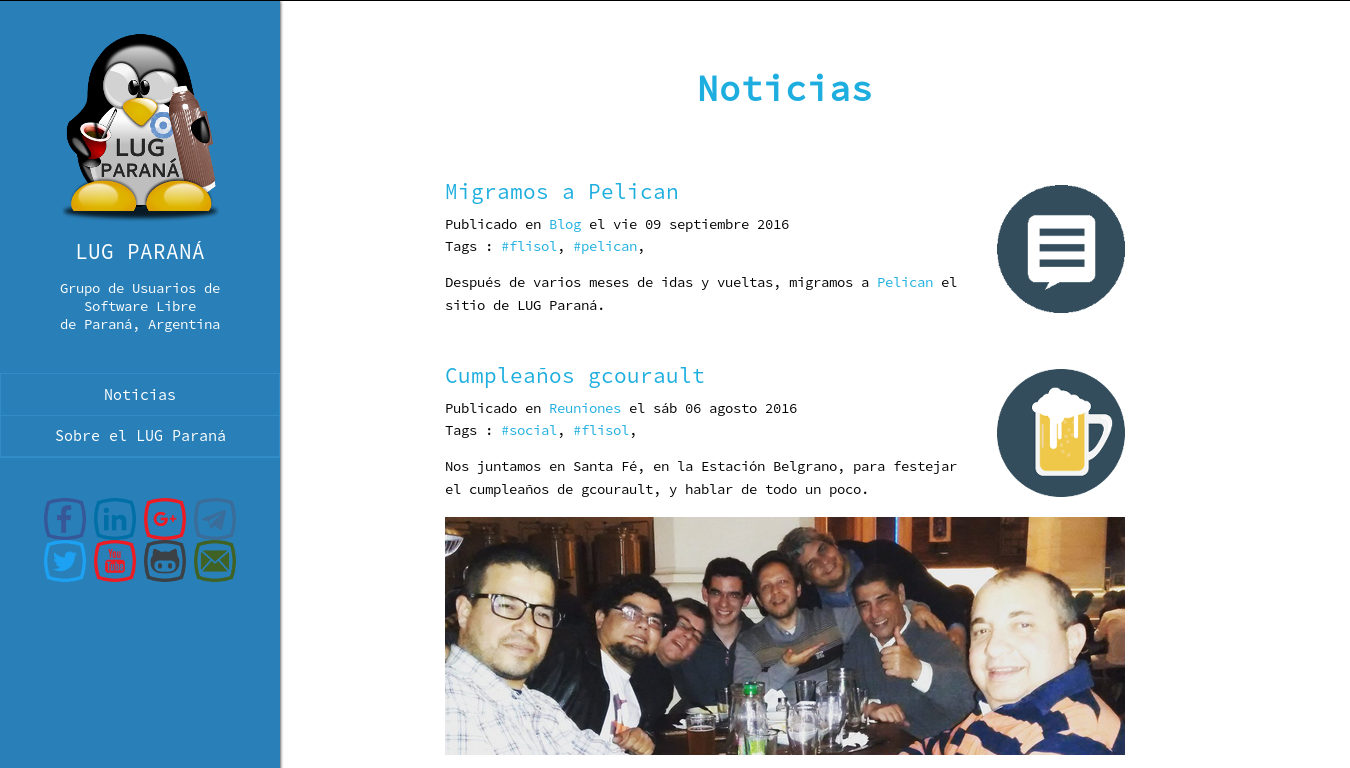 LUG
PARANÁ
LUG PARANÁ
Grupo de Usuarios de
Software Libre
de Paraná, Argentina
Noticias
Sobre el LUG Paraná
f
in
G+
You
Tube
Noticias
Migramos a Pelican
Publicado en Blog el vie 09 septiembre 2016
Tags : #flisol, #pelican,
Después de varios meses de idas y vueltas, migramos a Pelican el
sitio de LUG Paraná.
Cumpleaños gcourault
Publicado en Reuniones el sáb 06 agosto 2016
Tags : #social, #flisol,
Nos juntamos en Santa Fé, en la Estación Belgrano, para festejar
el cumpleaños de gcourault, y hablar de todo un poco.